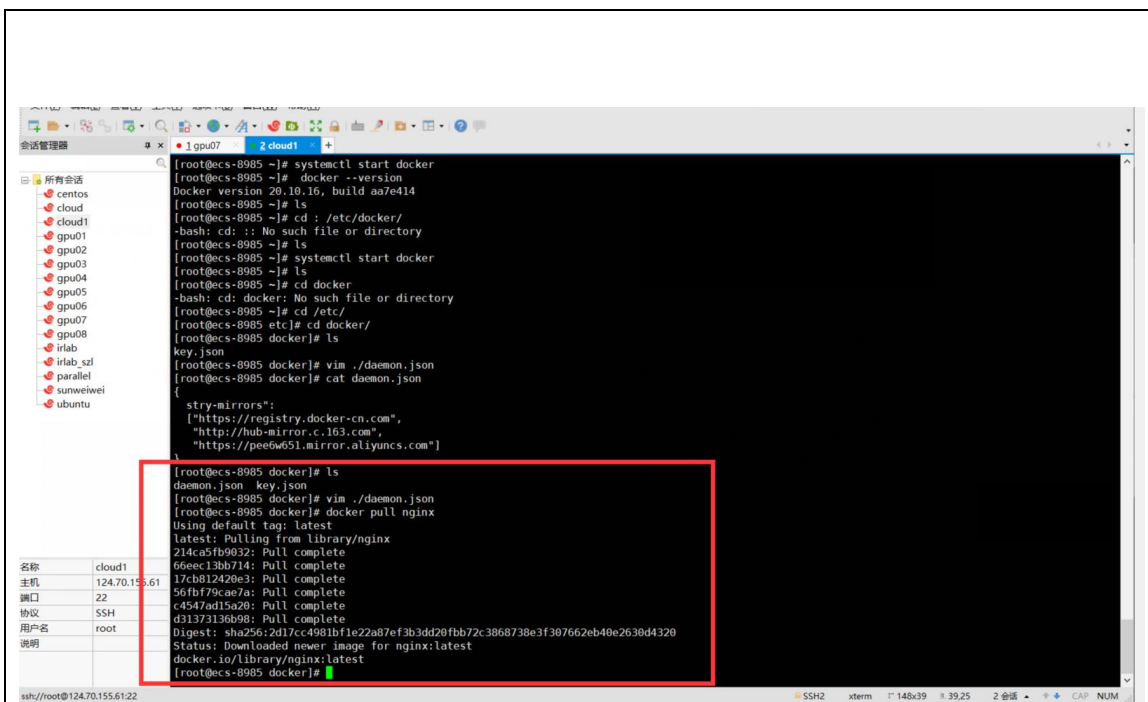 会话管理器
1 gpu07
2 cloud1
所有会话
centos
cloud
cloud1
gpu01
gpu02
gpu03
gpu04
gpu05
gpu06
gpu07
gpu08
irlab
irlab_szl
parallel
sunweiwei
ubuntu
[root@ecs-8985 ~]# systemctl start docker
[root@ecs-8985 ~]#  docker --version
Docker version 20.10.16, build aa7e414
[root@ecs-8985 ~]# ls
[root@ecs-8985 ~]# cd : /etc/docker/
-bash: cd: :: No such file or directory
[root@ecs-8985 ~]# ls
[root@ecs-8985 ~]# systemctl start docker
[root@ecs-8985 ~]# ls
[root@ecs-8985 ~]# cd docker
-bash: cd: docker: No such file or directory
[root@ecs-8985 ~]# cd /etc/
[root@ecs-8985 etc]# cd docker/
[root@ecs-8985 docker]# ls
key.json
[root@ecs-8985 docker]# vim ./daemon.json
[root@ecs-8985 docker]# cat daemon.json
{
stry-mirrors":
["https://registry.docker-cn.com",
"http://hub-mirror.c.163.com",
"https://pee6w651.mirror.aliyuncs.com"]
}
[root@ecs-8985 docker]# ls
daemon.json  key.json
[root@ecs-8985 docker]# vim ./daemon.json
[root@ecs-8985 docker]# docker pull nginx
Using default tag: latest
latest: Pulling from library/nginx
214ca5fb9032: Pull complete
66eec13bb714: Pull complete
17cb812420e3: Pull complete
56fbf79cae7a: Pull complete
c4547ad15a20: Pull complete
d31373136b98: Pull complete
Digest: sha256:2d17cc4981bf1e22a87ef3b3dd20fbb72c3868738e3f307662eb40e2630d4320
Status: Downloaded newer image for nginx:latest
docker.io/library/nginx:latest
[root@ecs-8985 docker]#
名称 cloud1
主机 124.70.155.61
端口 22
协议 SSH
用户名 root
说明
ssh://root@124.70.155.61:22
SSH2 xterm 148x39 39,25 2 会话 CAP NUM